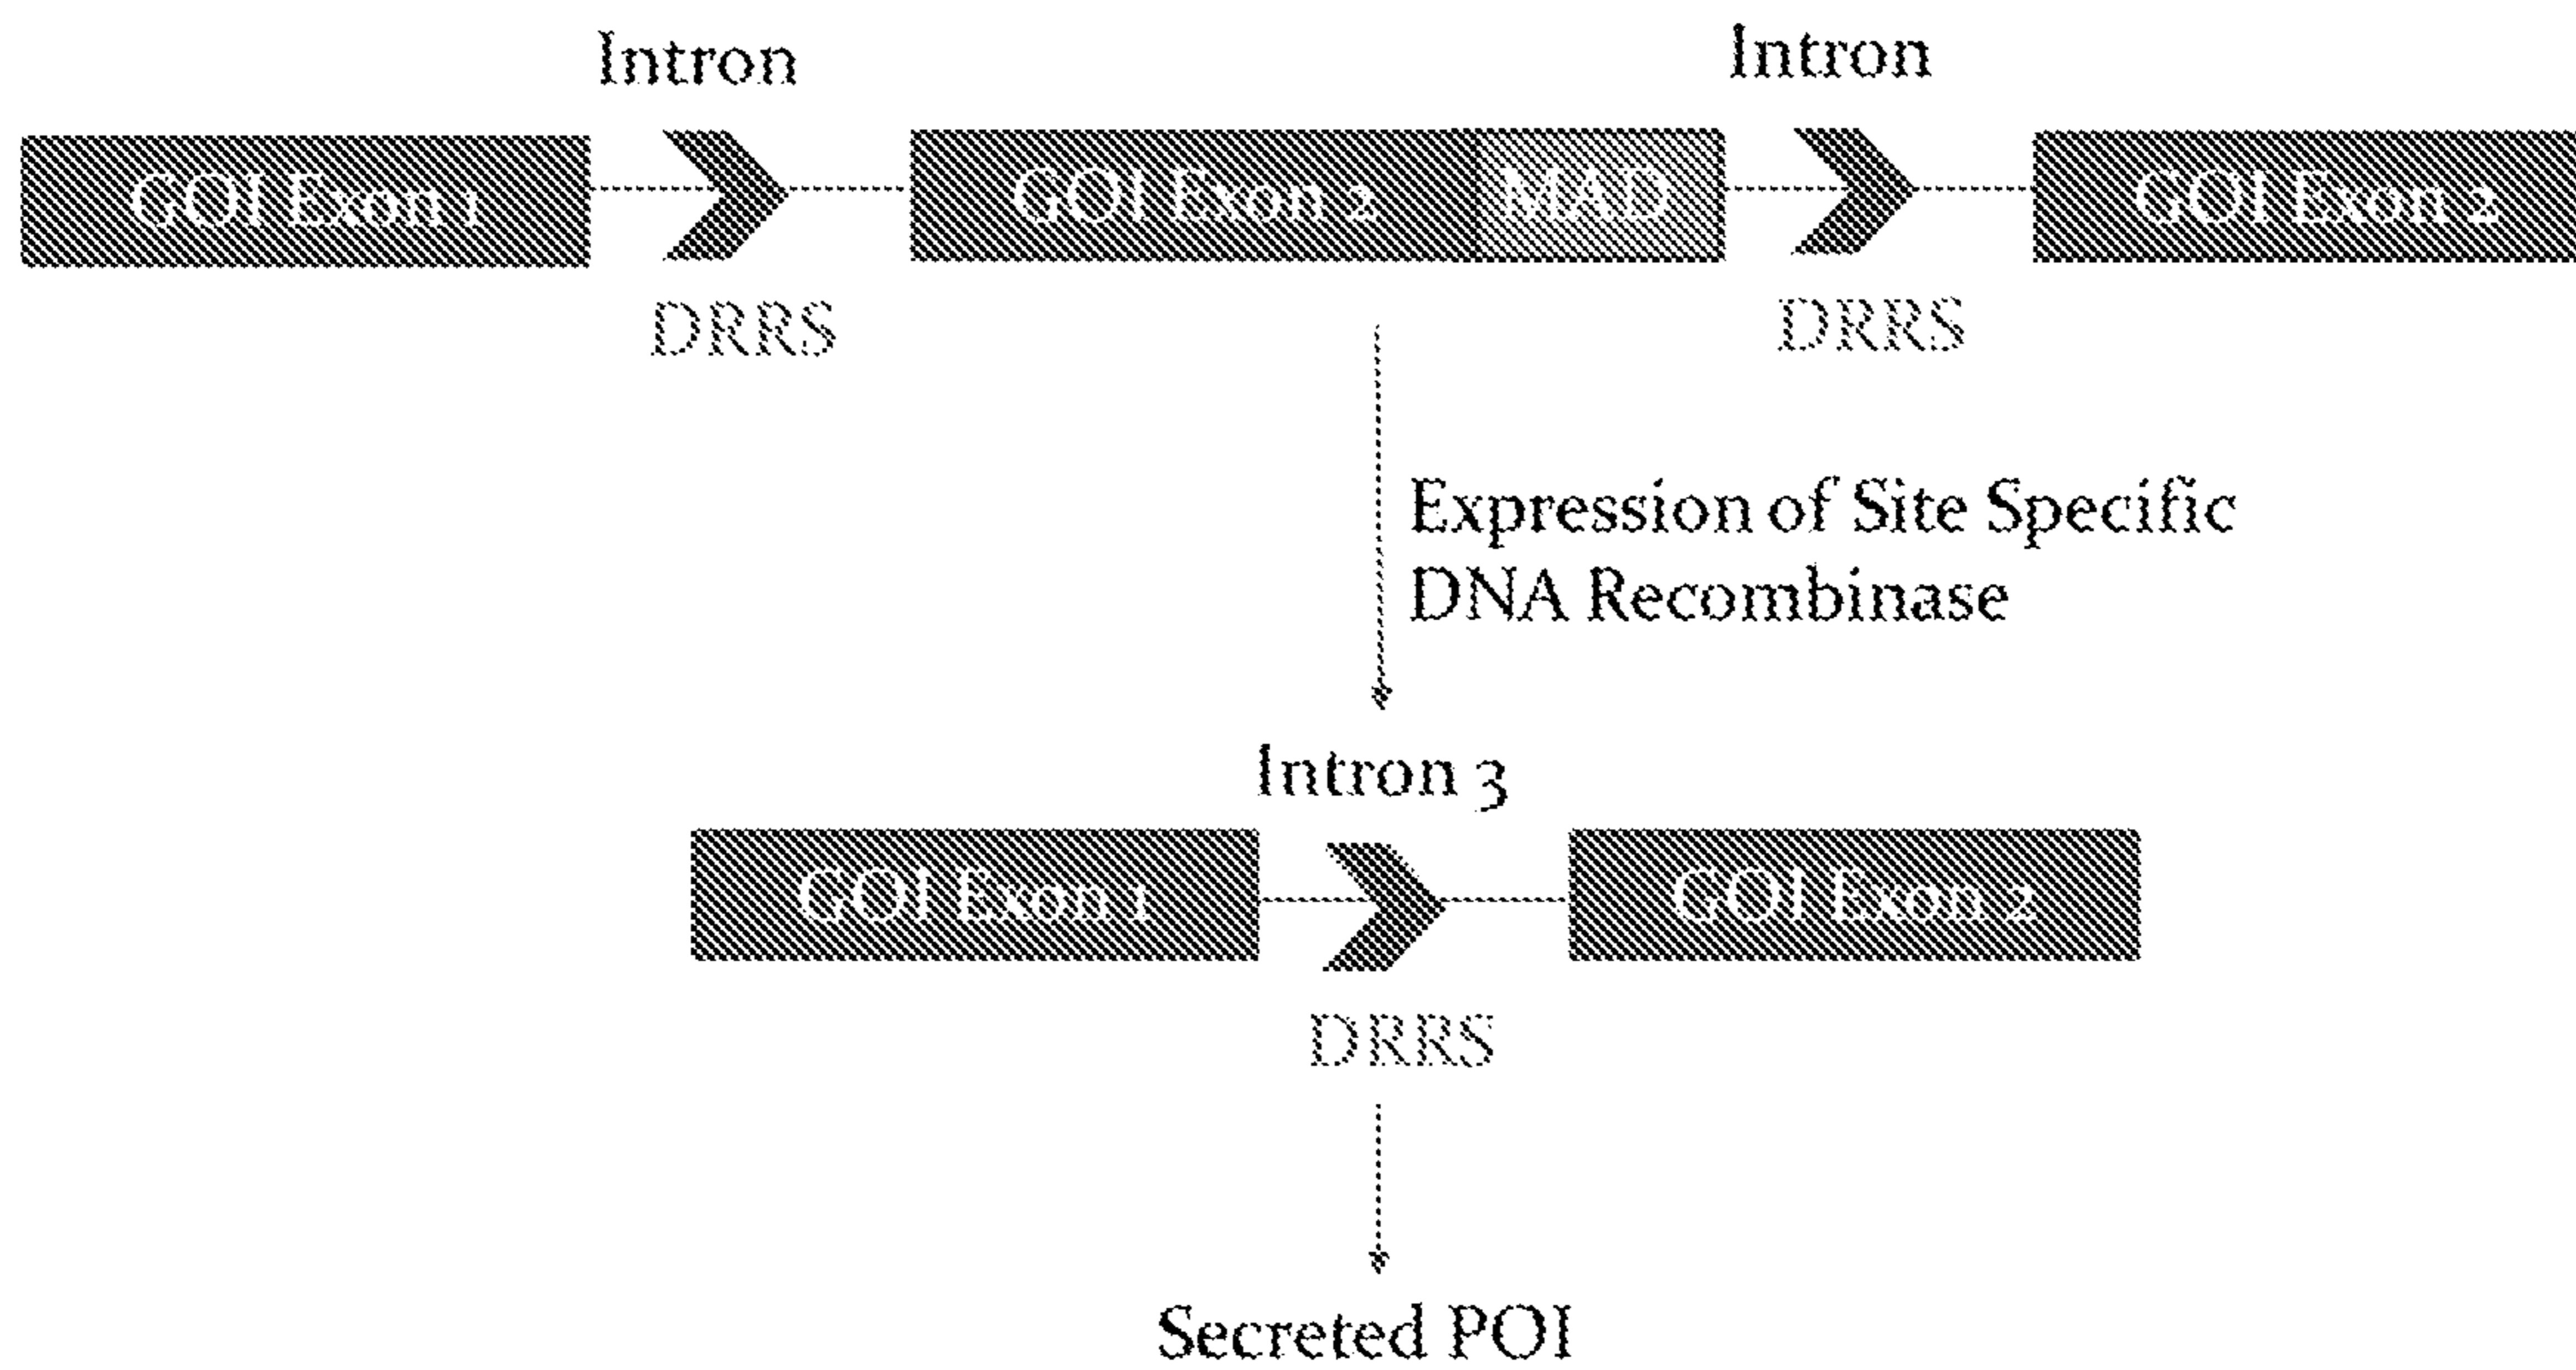 Intron
Intron
GOI Exon 1
GOI Exon 2
MAD
GOI Exon 2
DRRS
DRRS
Expression of Site Specific
DNA Recombinase
Intron 3
GOI Exon 1
GOI Exon 2
DRRS
Secreted POI